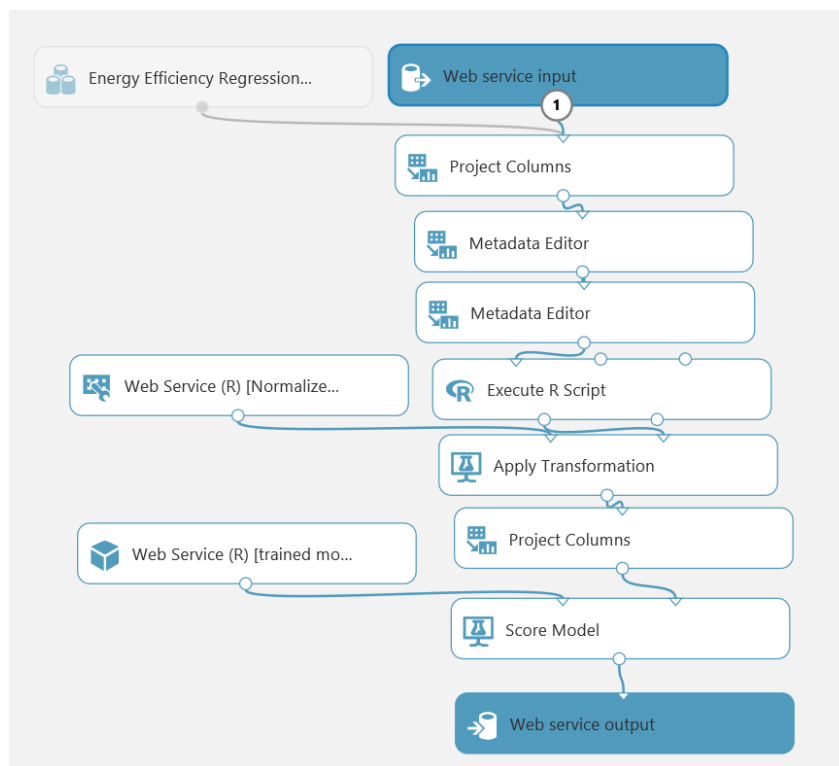 Energy Efficiency Regression...
Web service input
1
Project Columns
Metadata Editor
Metadata Editor
Web Service (R) [Normalize...
R Execute R Script
Apply Transformation
Project Columns
Web Service (R) [trained mo...
Score Model
Web service output